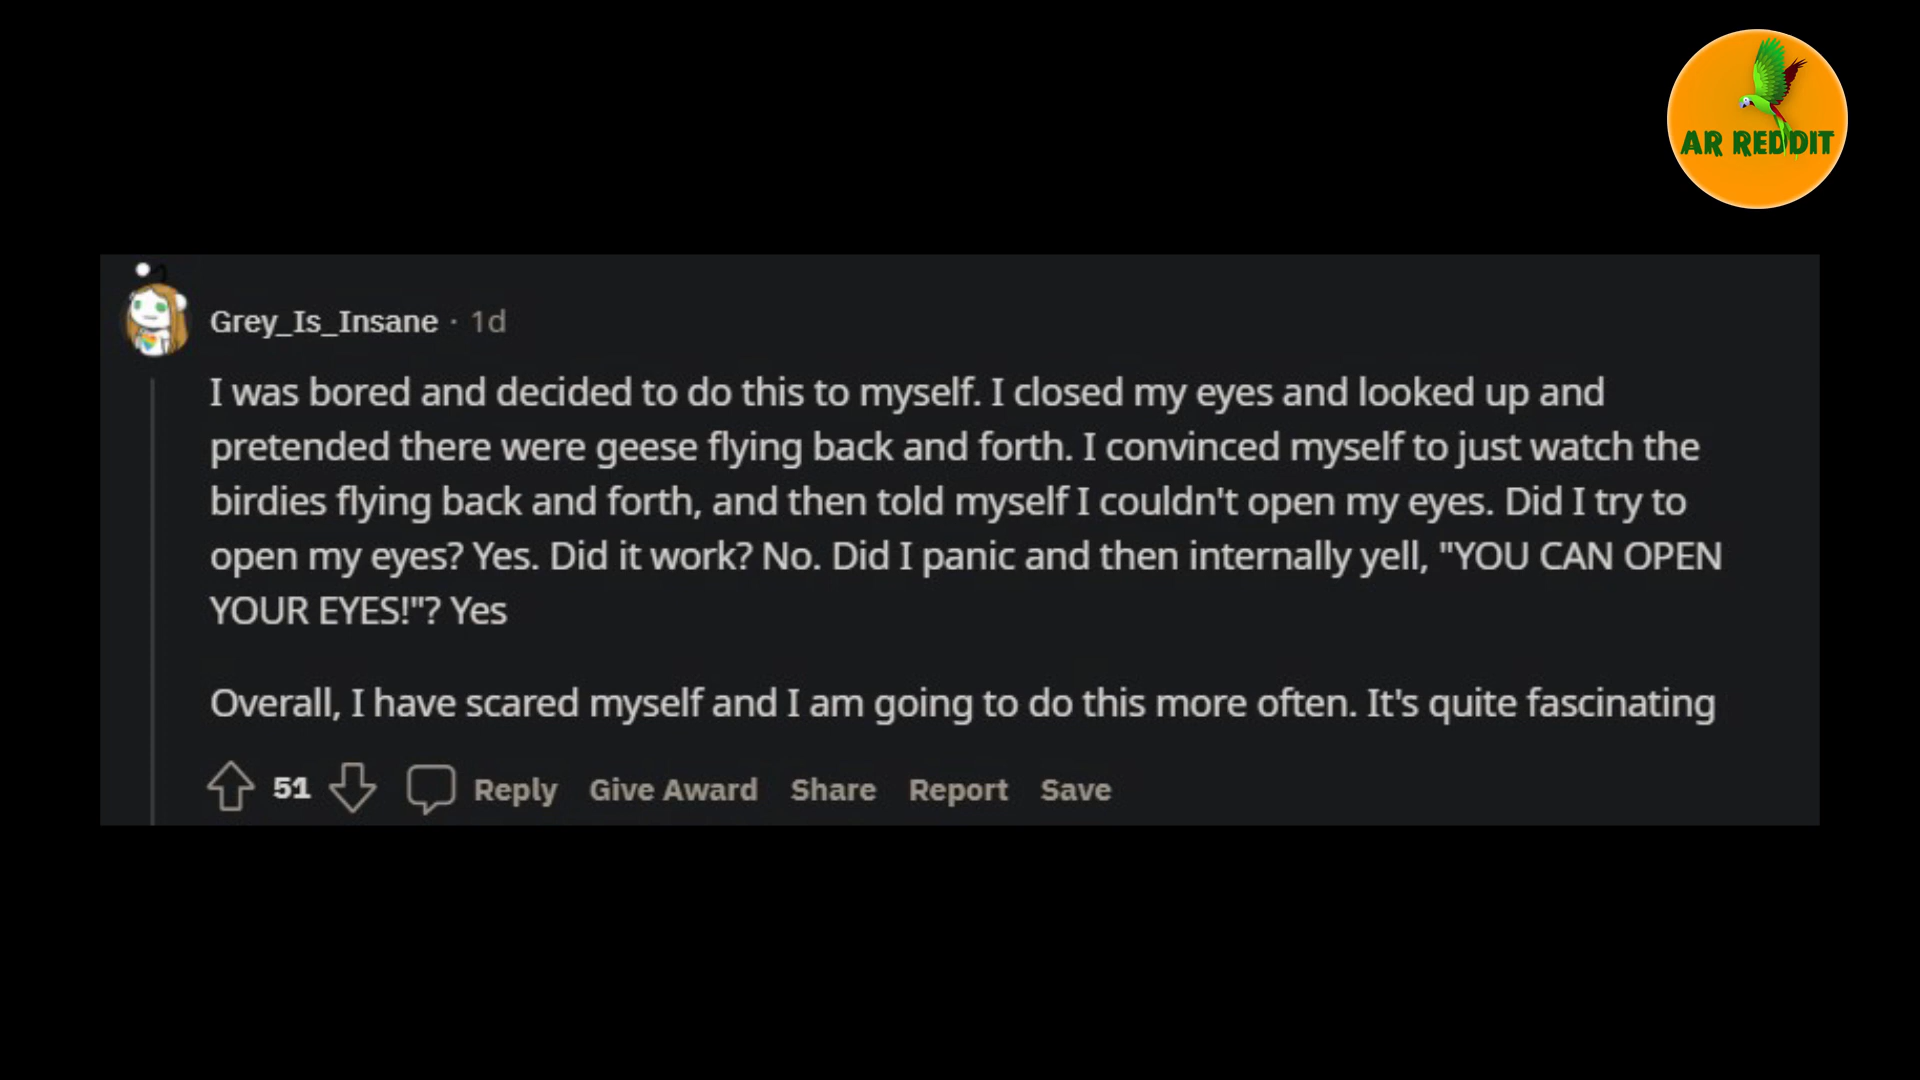 AR REDDIT
Grey_Is_Insane · 1d
I was bored and decided to do this to myself. I closed my eyes and looked up and
pretended there were geese flying back and forth. I convinced myself to just watch the
birdies flying back and forth, and then told myself I couldn't open my eyes. Did I try to
open my eyes? Yes. Did it work? No. Did I panic and then internally yell, "YOU CAN OPEN
YOUR EYES!"? Yes
Overall, I have scared myself and I am going to do this more often. It's quite fascinating
51 Reply Give Award Share Report Save